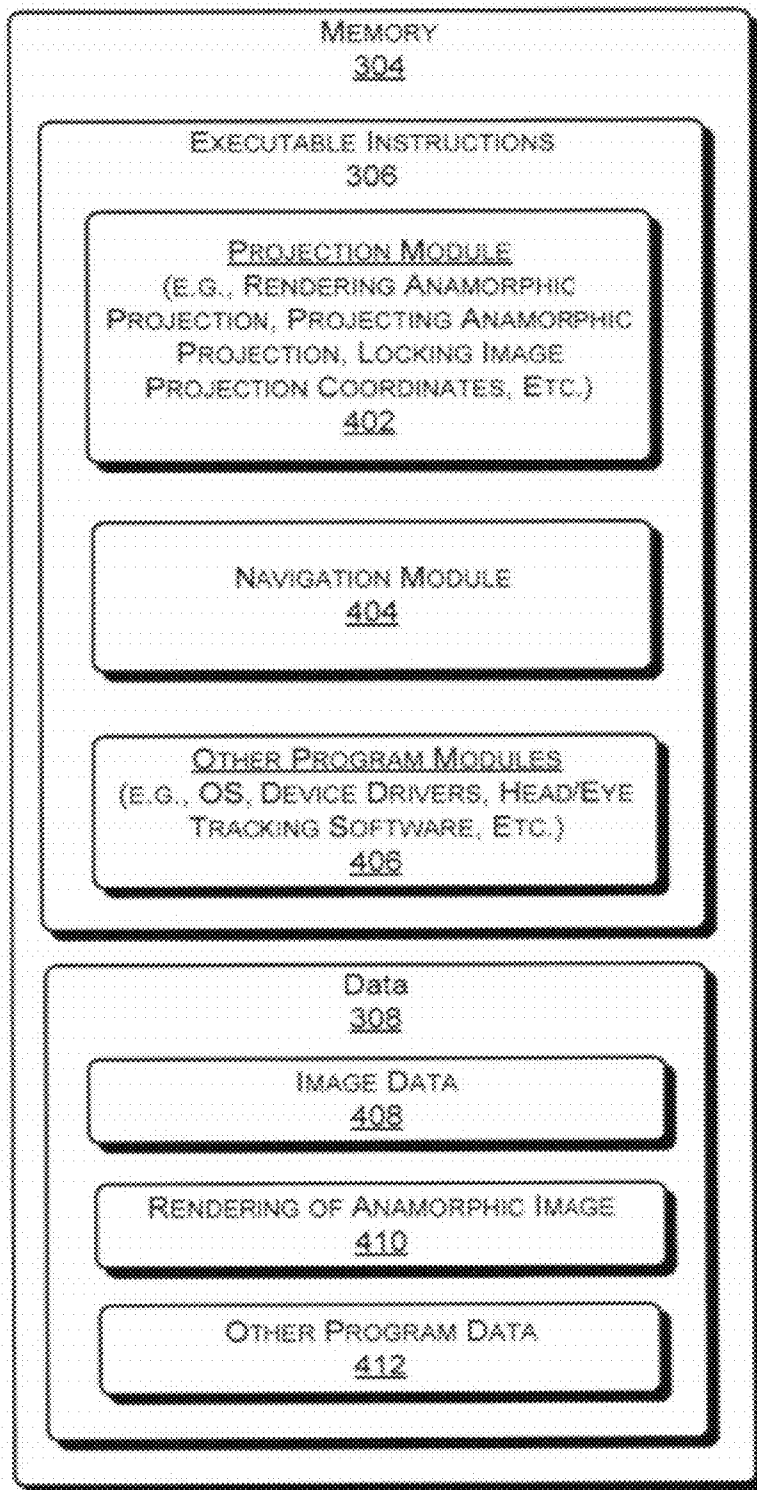 MEMORY
304
EXECUTABLE INSTRUCTIONS
306
PROJECTION MODULE
(E.G., RENDERING ANAMORPHIC
PROJECTION, PROJECTING ANAMORPHIC
PROJECTION, LOCKING IMAGE
PROJECTION COORDINATES, ETC.)
402
NAVIGATION MODULE
404
OTHER PROGRAM MODULES
(E.G., OS, DEVICE DRIVERS, HEAD/EYE
TRACKING SOFTWARE, ETC.)
406
Data
308
IMAGE DATA
408
RENDERING OF ANAMORPHIC IMAGE
410
OTHER PROGRAM DATA
412